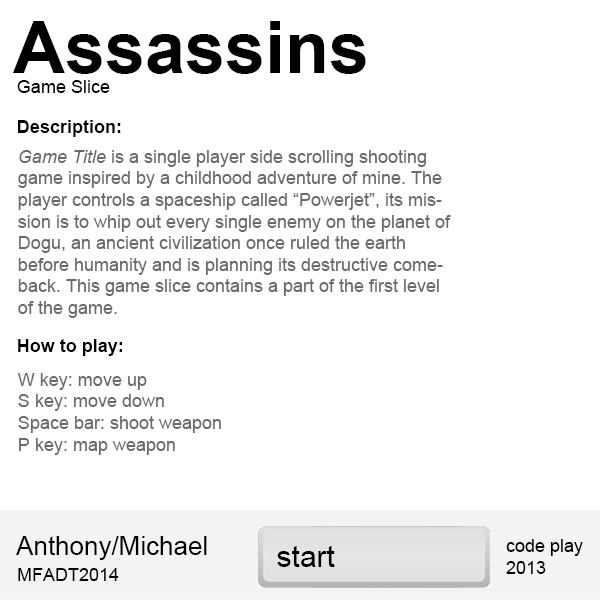 Assassins
Game Slice
Description:
Game Title is a single player side scrolling shooting
game inspired by a childhood adventure of mine. The
player controls a spaceship called “Powerjet”, its mis-
sion is to whip out every single enemy on the planet of
Dogu, an ancient civilization once ruled the earth
before humanity and is planning its destructive come-
back. This game slice contains a part of the first level
of the game.
How to play:
W key: move up
S key: move down
Space bar: shoot weapon
P key: map weapon
Anthony/Michael
MFADT2014
start
code play
2013